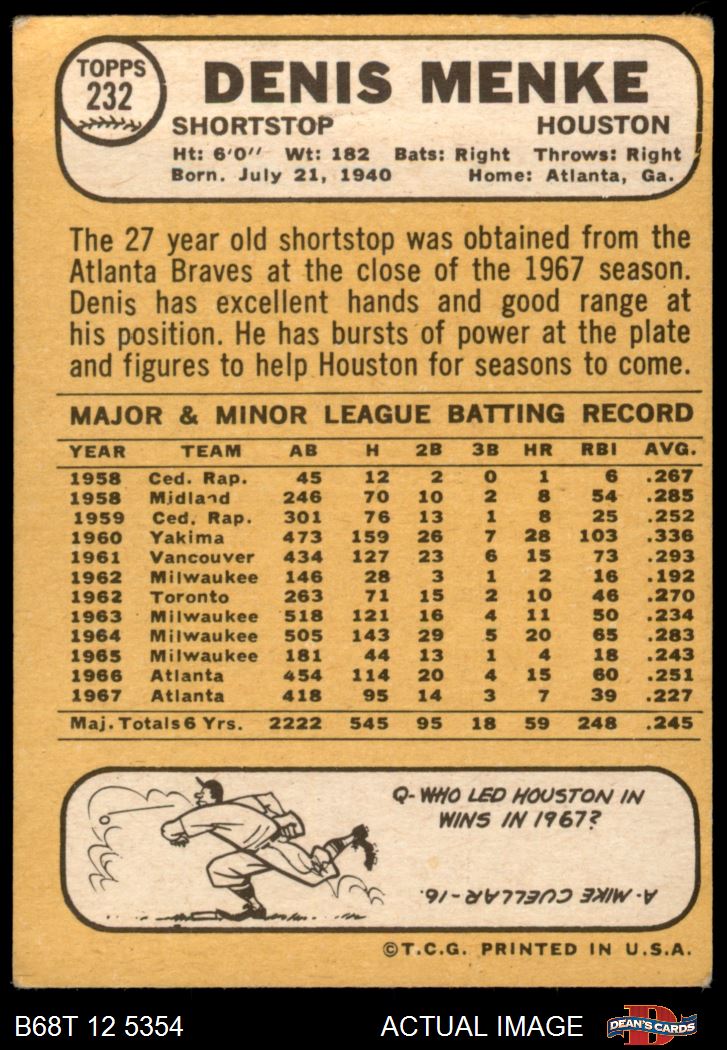 TOPPS
232
DENIS MENKE
SHORTSTOP HOUSTON
Ht: 6'0'' Wt: 182 Bats: Right Throws: Right
Born. July 21, 1940 Home: Atlanta, Ga.
The 27 year old shortstop was obtained from the
Atlanta Braves at the close of the 1967 season.
Denis has excellent hands and good range at
his position. He has bursts of power at the plate
and figures to help Houston for seasons to come.
MAJOR & MINOR LEAGUE BATTING RECORD
YEAR TEAM AB H 2B 3B HR RBI AVG.
1958 Ced. Rap. 45 12 2 0 1 6 .267
1958 Midland 246 70 10 2 8 54 .285
1959 Ced. Rap. 301 76 13 1 8 25 .252
1960 Yakima 473 159 26 7 28 103 .336
1961 Vancouver 434 127 23 6 15 73 .293
1962 Milwaukee 146 28 3 1 2 16 .192
1962 Toronto 263 71 15 2 10 46 .270
1963 Milwaukee 518 121 16 4 11 50 .234
1964 Milwaukee 505 143 29 5 20 65 .283
1965 Milwaukee 181 44 13 1 4 18 .243
1966 Atlanta 454 114 20 4 15 60 .251
1967 Atlanta 418 95 14 3 7 39 .227
Maj. Totals 6 Yrs. 2222 545 95 18 59 248 .245
Q- WHO LED HOUSTON IN
WINS IN 1967?
A- MIKE CUELLAR -16.
©T.C.G. PRINTED IN U.S.A.
B68T 12 5354 ACTUAL IMAGE
D
DEAN'S CARDS